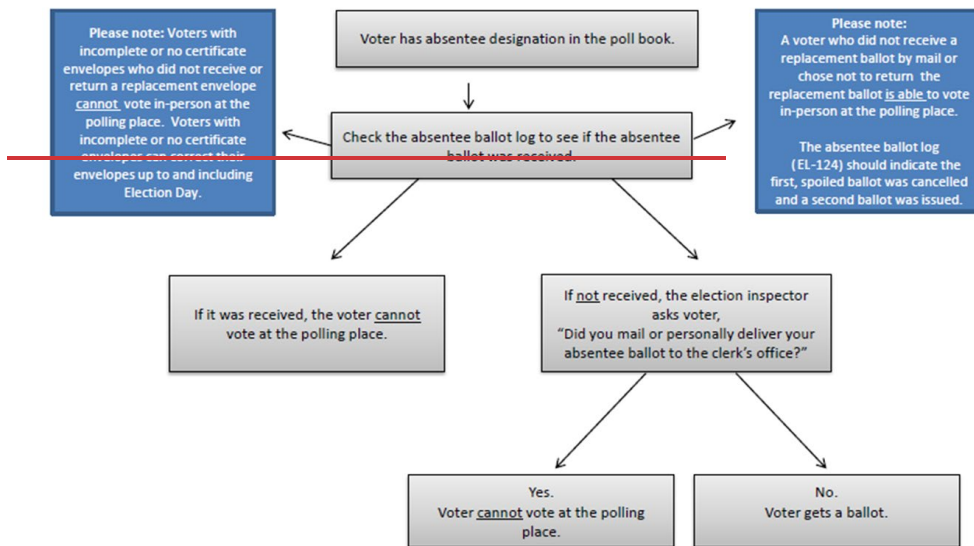 Please note: Voters with
incomplete or no certificate
envelopes who did not receive or
return a replacement envelope
cannot vote in-person at the
polling place. Voters with
incomplete or no certificate
envelopes can correct their
envelopes up to and including
Election Day.
Voter has absentee designation in the poll book.
Please note:
A voter who did not receive a
replacement ballot by mail or
chose not to return the
replacement ballot is able to vote
in-person at the polling place.
The absentee ballot log
(EL-124) should indicate the
first, spoiled ballot was cancelled
and a second ballot was issued.
Check the absentee ballot log to see if the absentee
ballot was received.
If it was received, the voter cannot
vote at the polling place.
If not received, the election inspector
asks voter,
“Did you mail or personally deliver your
absentee ballot to the clerk’s office?”
Yes.
Voter cannot vote at the polling
place.
No.
Voter gets a ballot.